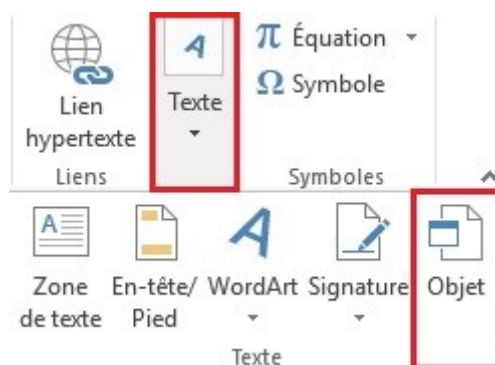 Lien
hypertexte
Texte
π Équation
Ω Symbole
Liens
Symboles
Zone
de texte
En-tête/
Pied
WordArt
Signature
Objet
Texte